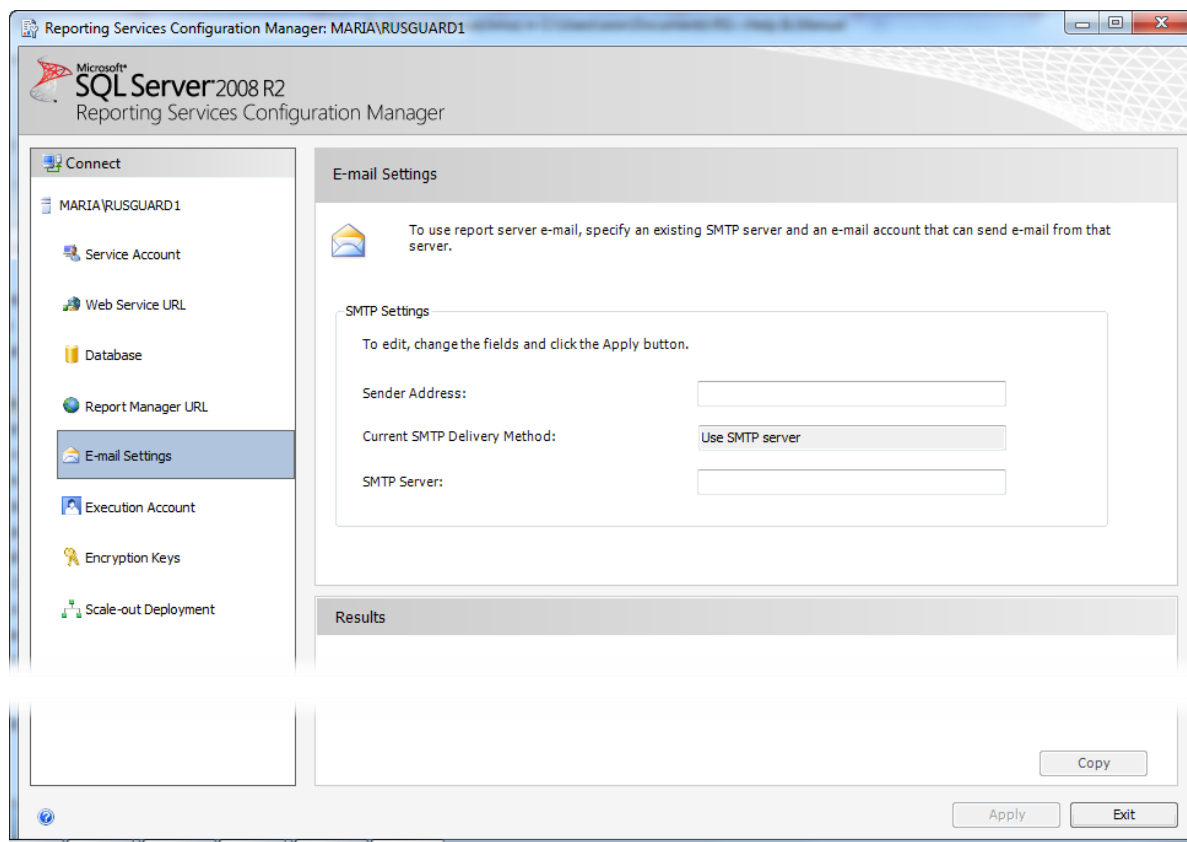 Reporting Services Configuration Manager: MARIA\RUSGUARD1
Microsoft®
SQL Server® 2008 R2
Reporting Services Configuration Manager
Connect
MARIA\RUSGUARD1
Service Account
Web Service URL
Database
Report Manager URL
E-mail Settings
Execution Account
Encryption Keys
Scale-out Deployment
E-mail Settings
To use report server e-mail, specify an existing SMTP server and an e-mail account that can send e-mail from that
server.
SMTP Settings
To edit, change the fields and click the Apply button.
Sender Address:
Current SMTP Delivery Method:
Use SMTP server
SMTP Server:
Results
Copy
Apply
Exit